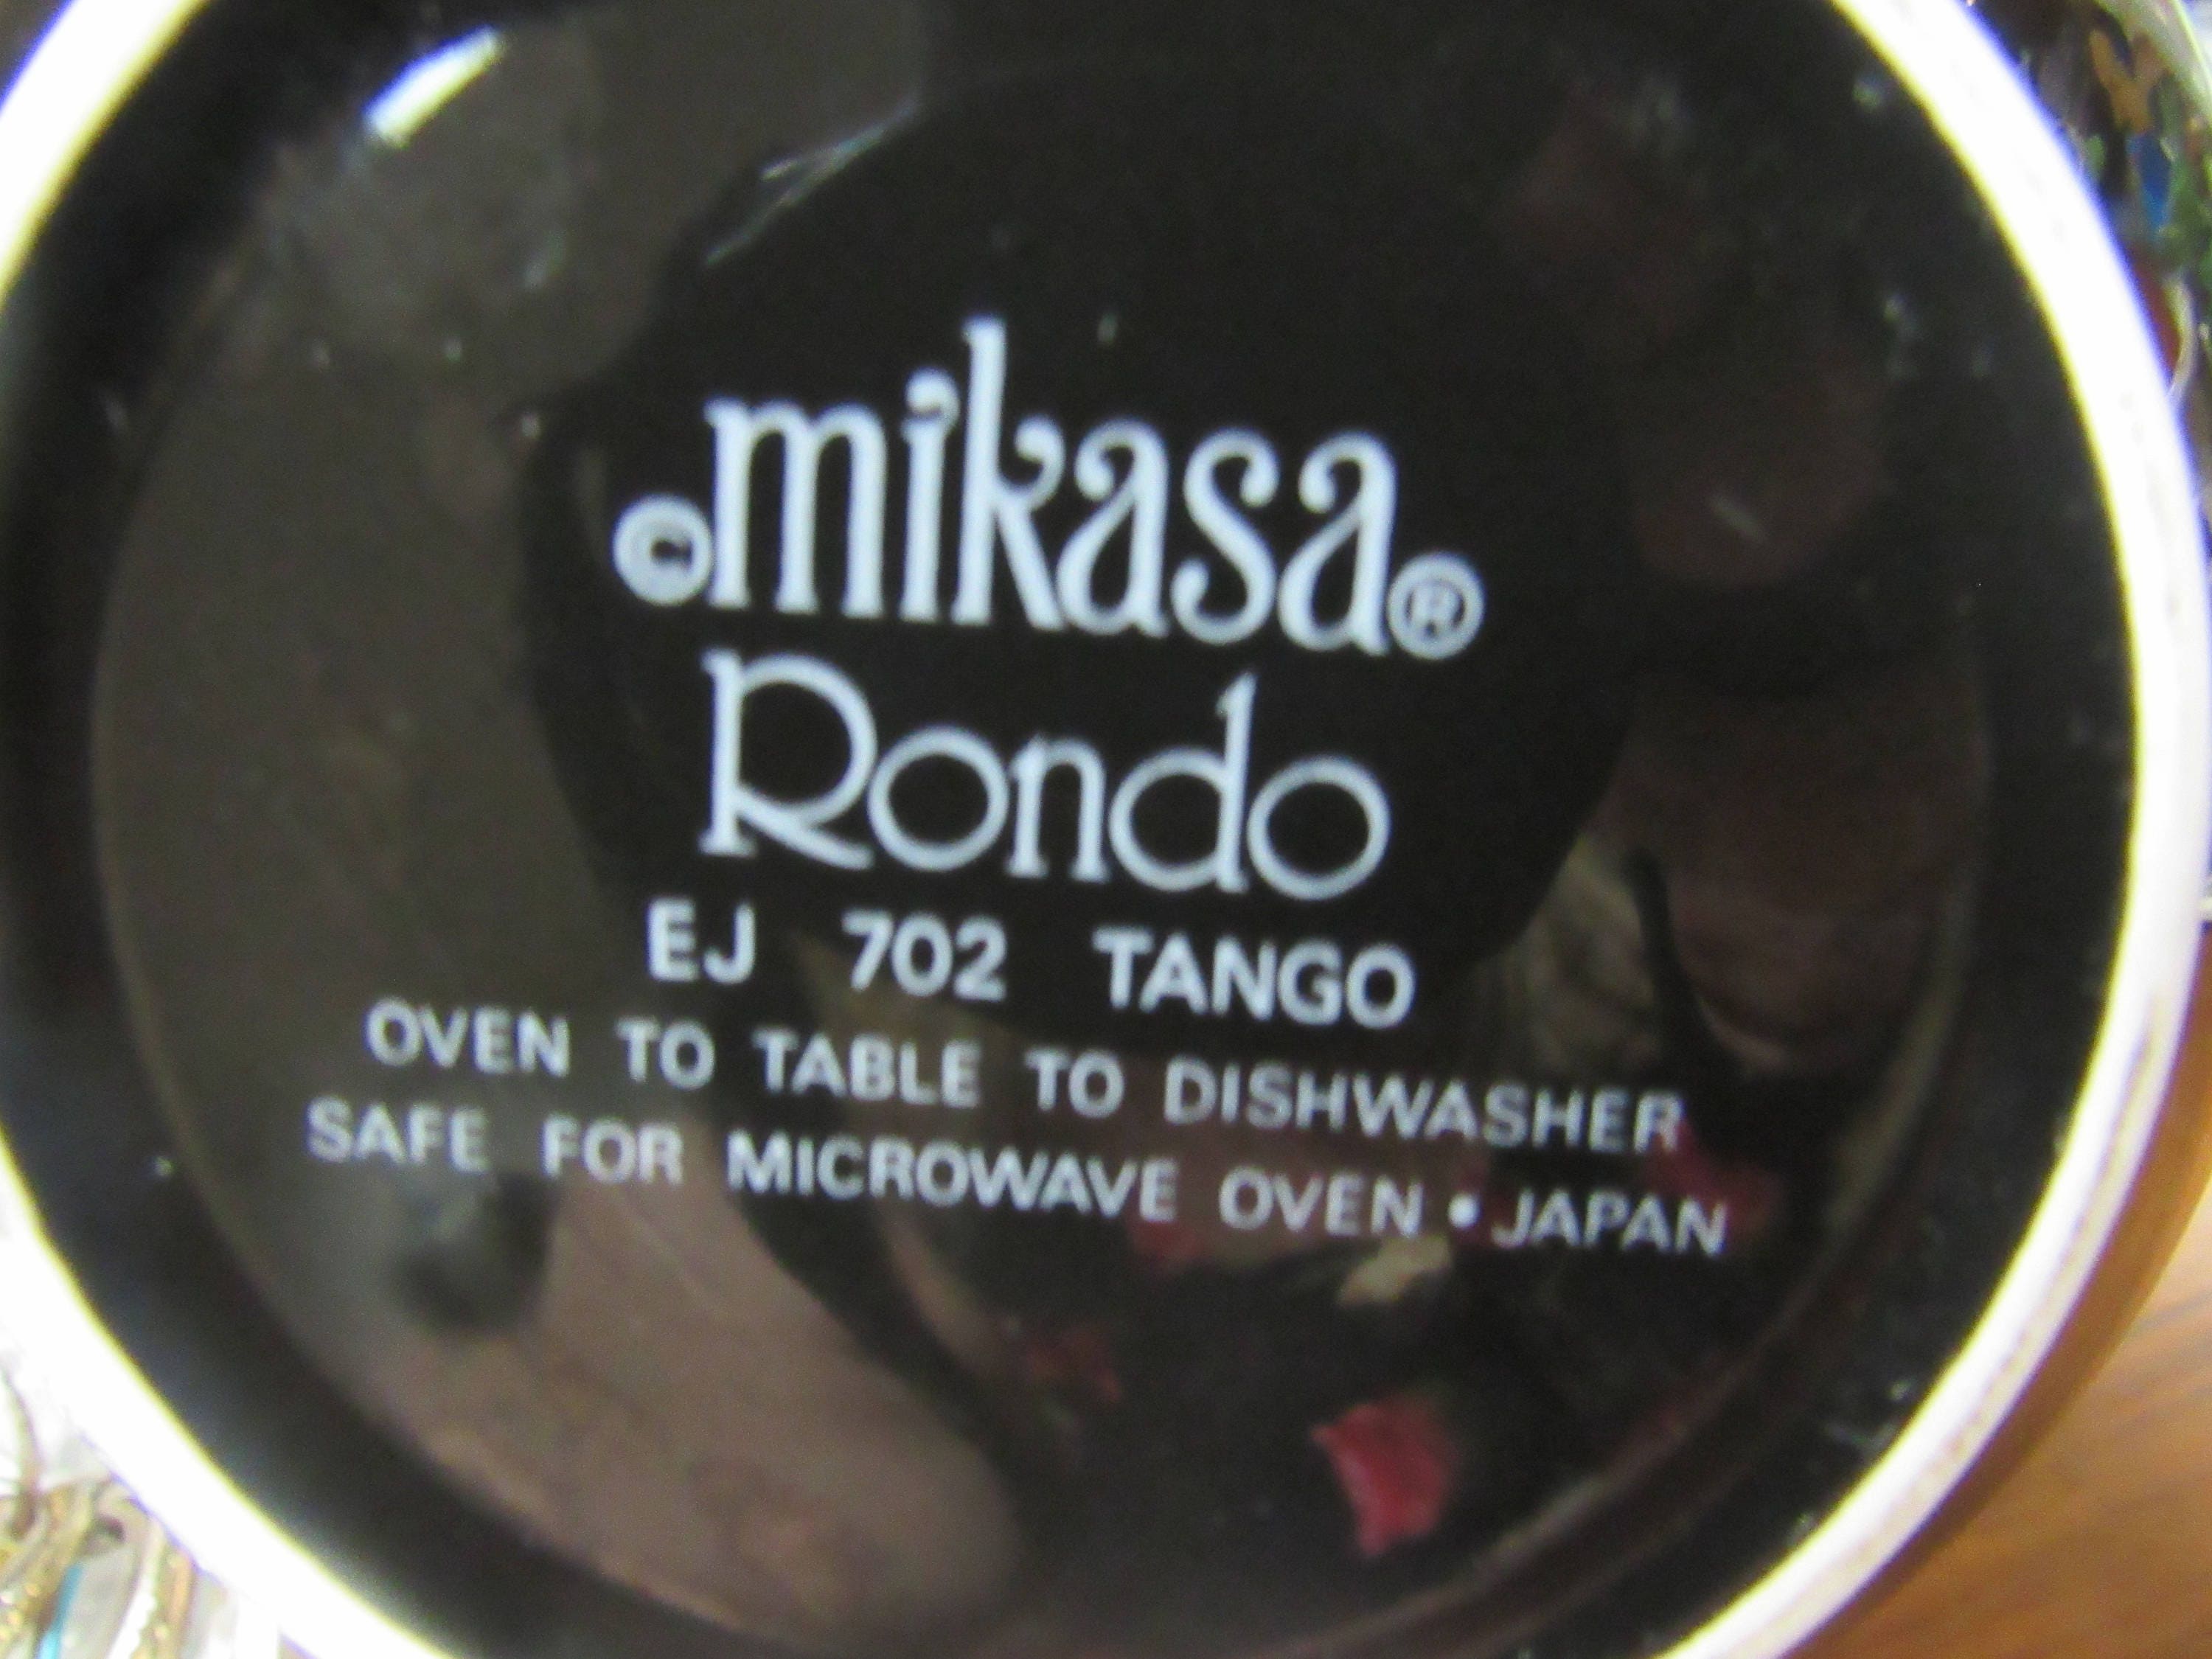 ©mikasa®
Rondo
EJ 702 TANGO
OVEN TO TABLE TO DISHWASHER
SAFE FOR MICROWAVE OVEN • JAPAN